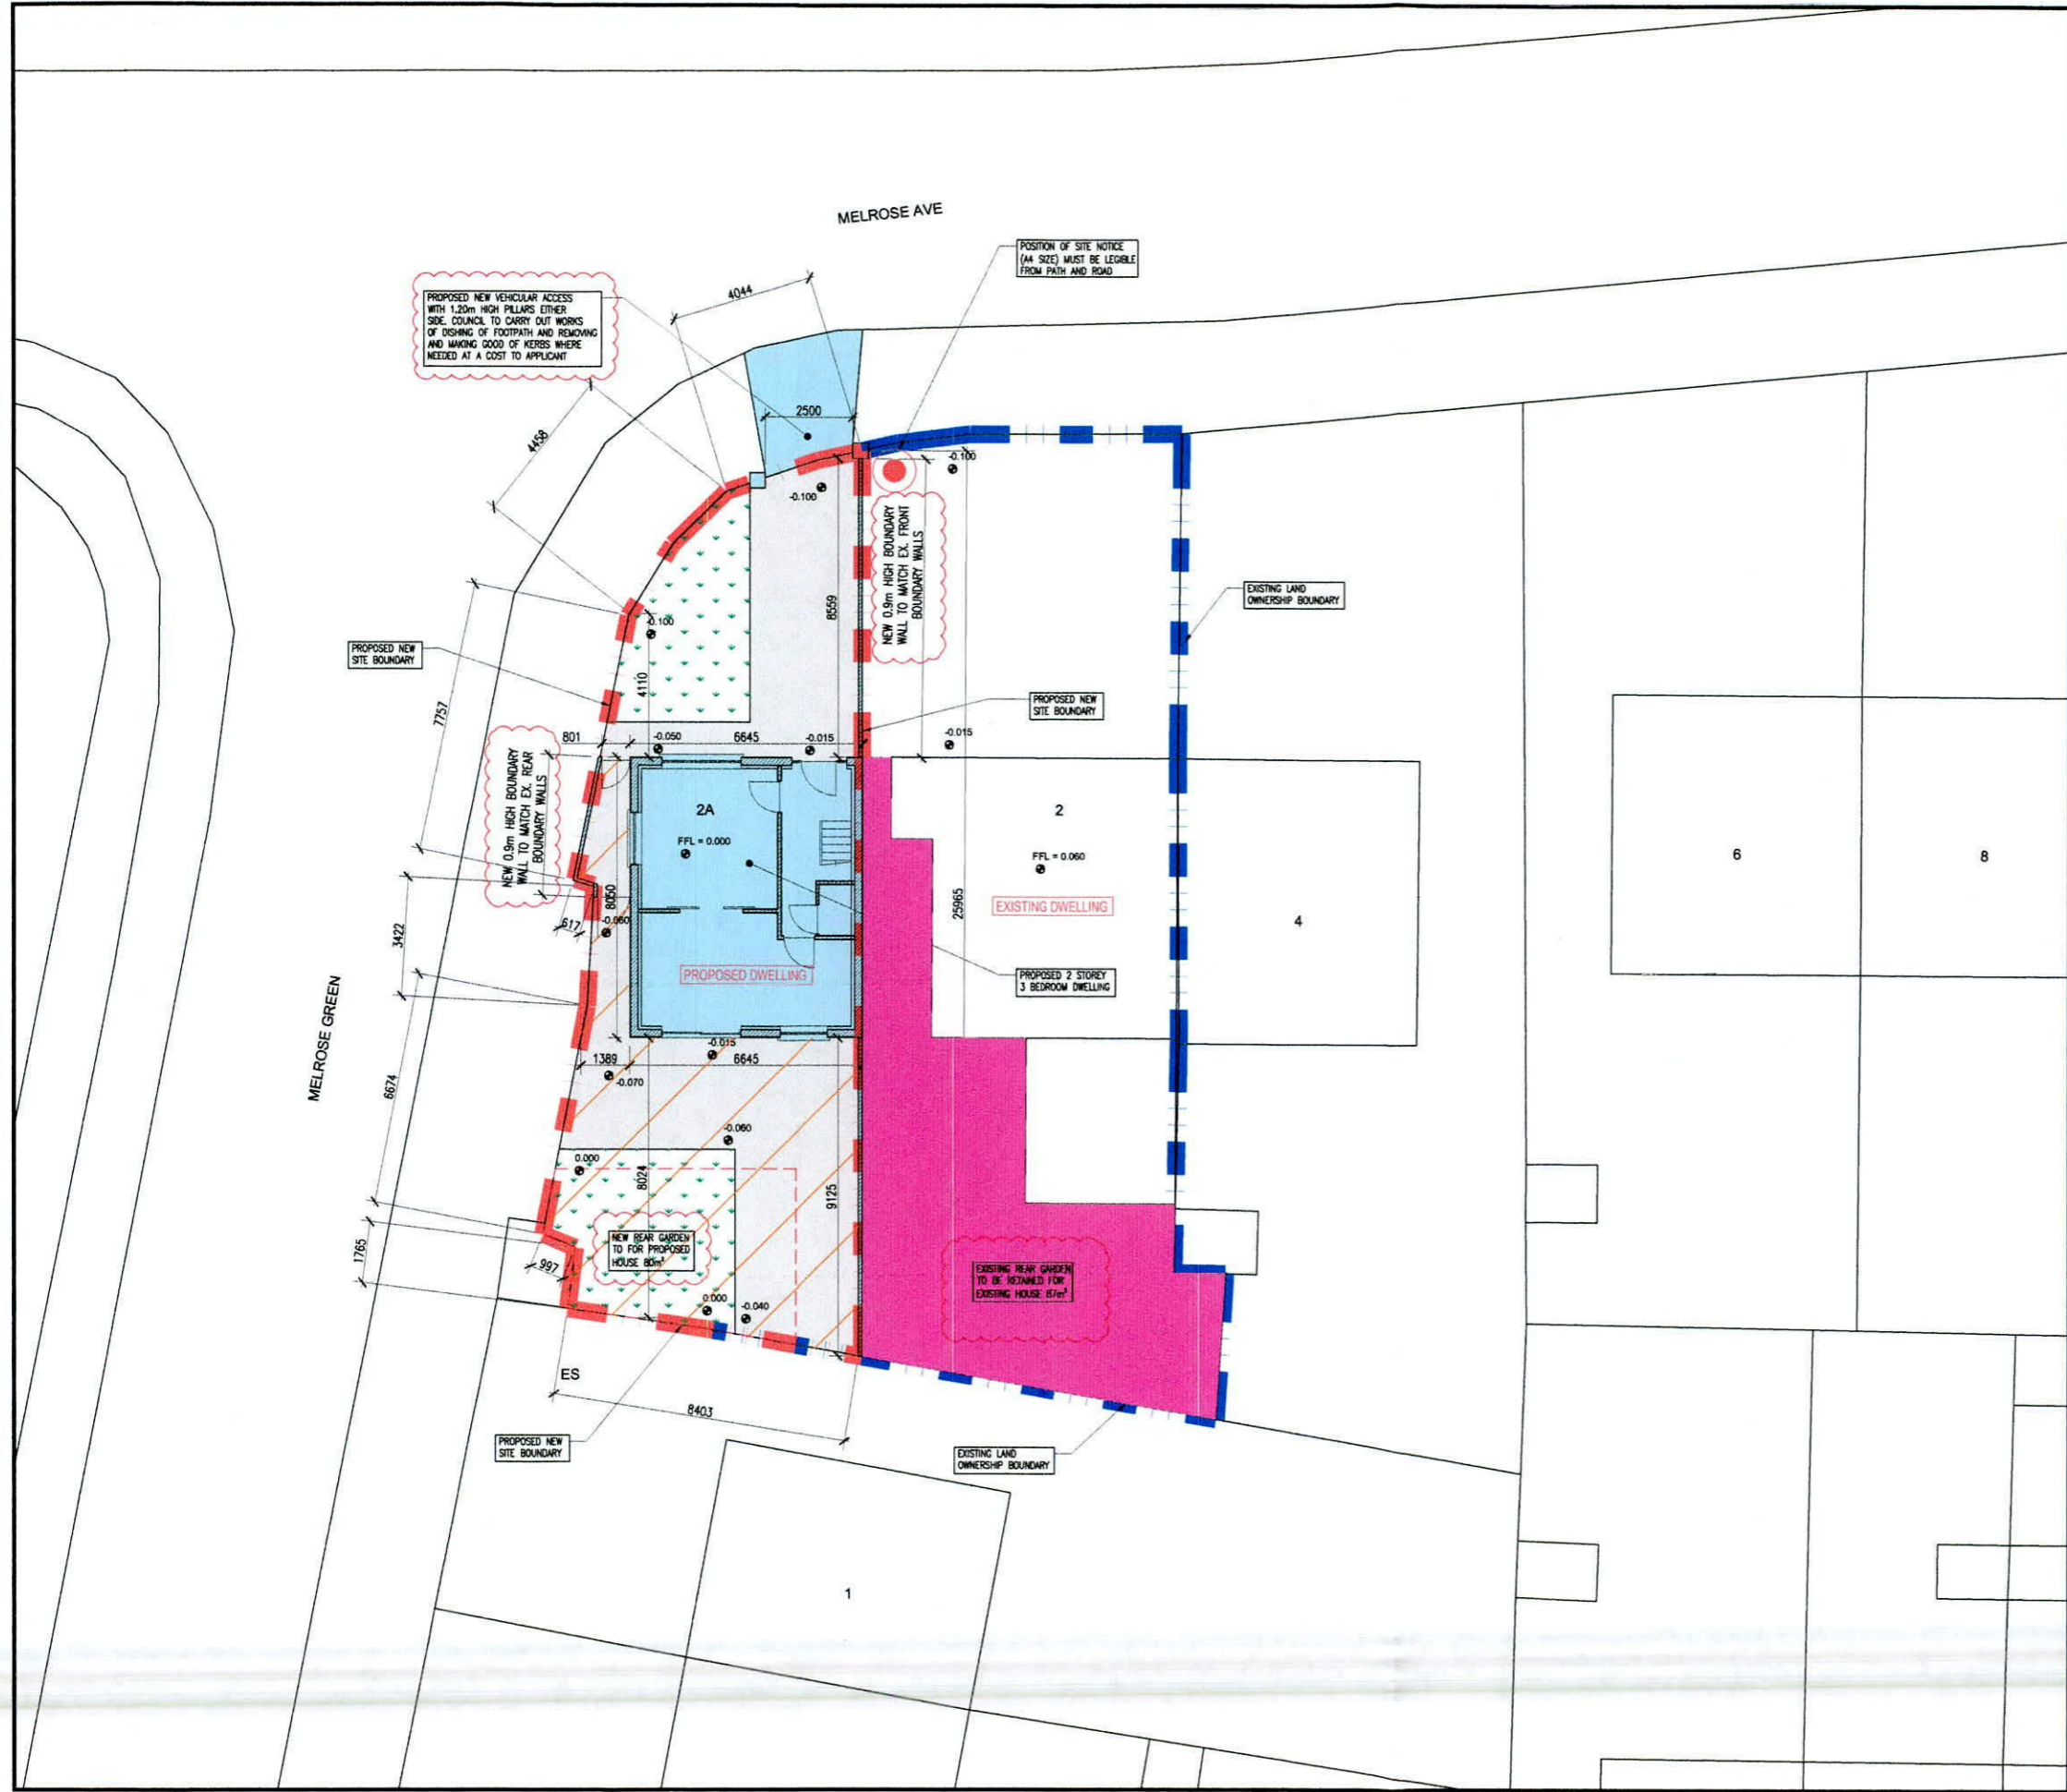 MELROSE AVE
POSITION OF SITE NOTICE
(A4 SIZE) MUST BE LEGIBLE
FROM PATH AND ROAD
4044
PROPOSED NEW VEHICULAR ACCESS
WITH 1.20m HIGH PILLARS EITHER
SIDE. COUNCIL TO CARRY OUT WORKS
OF DISHING OF FOOTPATH AND REMOVING
AND MAKING GOOD OF KERBS WHERE
NEEDED AT A COST TO APPLICANT
2500
4458
-0.100
-0.100
NEW 0.9m HIGH BOUNDARY
WALL TO MATCH EX. FRONT
BOUNDARY WALLS
8559
EXISTING LAND
OWNERSHIP BOUNDARY
-0.100
PROPOSED NEW
SITE BOUNDARY
4110
7757
PROPOSED NEW
SITE BOUNDARY
801
-0.050
6645
-0.015
-0.015
NEW 0.9m HIGH BOUNDARY
WALL TO MATCH EX. REAR
BOUNDARY WALLS
2A
FFL = 0.000
2
FFL = 0.060
EXISTING DWELLING
6
8
4
8050
25965
617
-0.060
3422
PROPOSED DWELLING
PROPOSED 2 STOREY
3 BEDROOM DWELLING
MELROSE GREEN
1389
-0.015
6645
-0.070
6674
-0.060
0.000
8024
9125
1765
997
NEW REAR GARDEN
TO FOR PROPOSED
HOUSE 80m²
EXISTING REAR GARDEN
TO BE RETAINED FOR
EXISTING HOUSE
0.000
-0.040
ES
8403
PROPOSED NEW
SITE BOUNDARY
EXISTING LAND
OWNERSHIP BOUNDARY
1